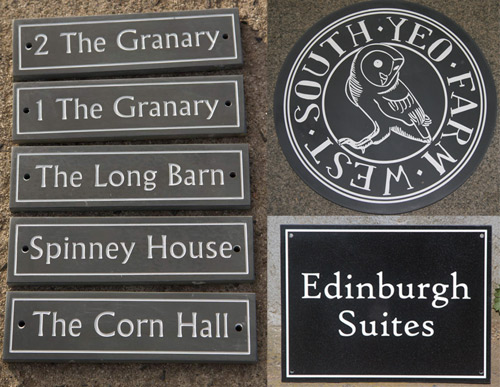 2 The Granary
1 The Granary
The Long Barn
Spinney House
The Corn Hall
SOUTH · YEO · FARM · WEST ·
Edinburgh
Suites